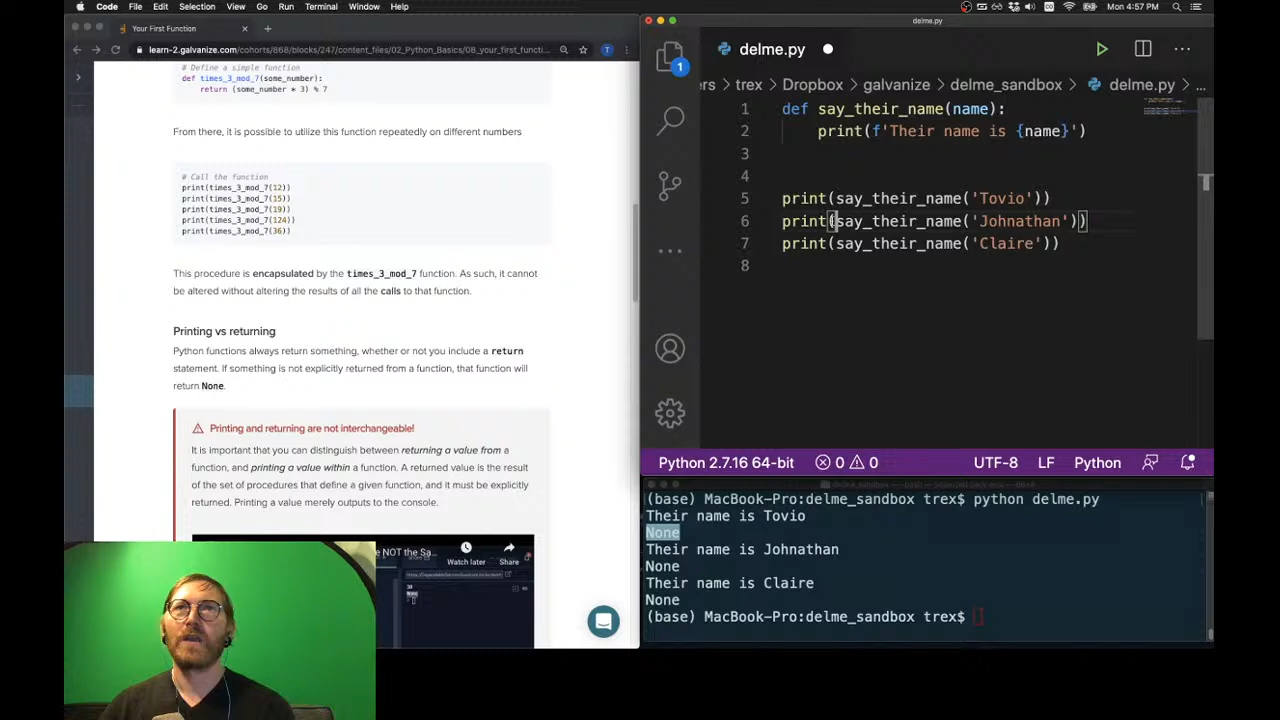 Code File Edit Selection View Go Run Terminal Window Help
Mon 4:57 PM
Your First Function
learn-2.galvanize.com/cohorts/868/blocks/247/content_files/02_Python_Basics/08_your_first_functi...
T
# Define a simple function
def times_3_mod_7(some_number):
return (some_number * 3) % 7
From there, it is possible to utilize this function repeatedly on different numbers
# Call the function
print(times_3_mod_7(12))
print(times_3_mod_7(15))
print(times_3_mod_7(19))
print(times_3_mod_7(124))
print(times_3_mod_7(36))
This procedure is encapsulated by the times_3_mod_7 function. As such, it cannot
be altered without altering the results of all the calls to that function.
Printing vs returning
Python functions always return something, whether or not you include a return
statement. If something is not explicitly returned from a function, that function will
return None.
Printing and returning are not interchangeable!
It is important that you can distinguish between returning a value from a
function, and printing a value within a function. A returned value is the result
of the set of procedures that define a given function, and it must be explicitly
returned. Printing a value merely outputs to the console.
e NOT the Sa...
Watch later
Share
delme.py
1
delme.py
ers > trex > Dropbox > galvanize > delme_sandbox > delme.py > ...
1 def say_their_name(name):
2 print(f'Their name is {name}')
3
4
5 print(say_their_name('Tovio'))
6 print(say_their_name('Johnathan'))
7 print(say_their_name('Claire'))
8
Python 2.7.16 64-bit 0 0 UTF-8 LF Python
(base) MacBook-Pro:delme_sandbox trex$ python delme.py
Their name is Tovio
None
Their name is Johnathan
None
Their name is Claire
None
(base) MacBook-Pro:delme_sandbox trex$